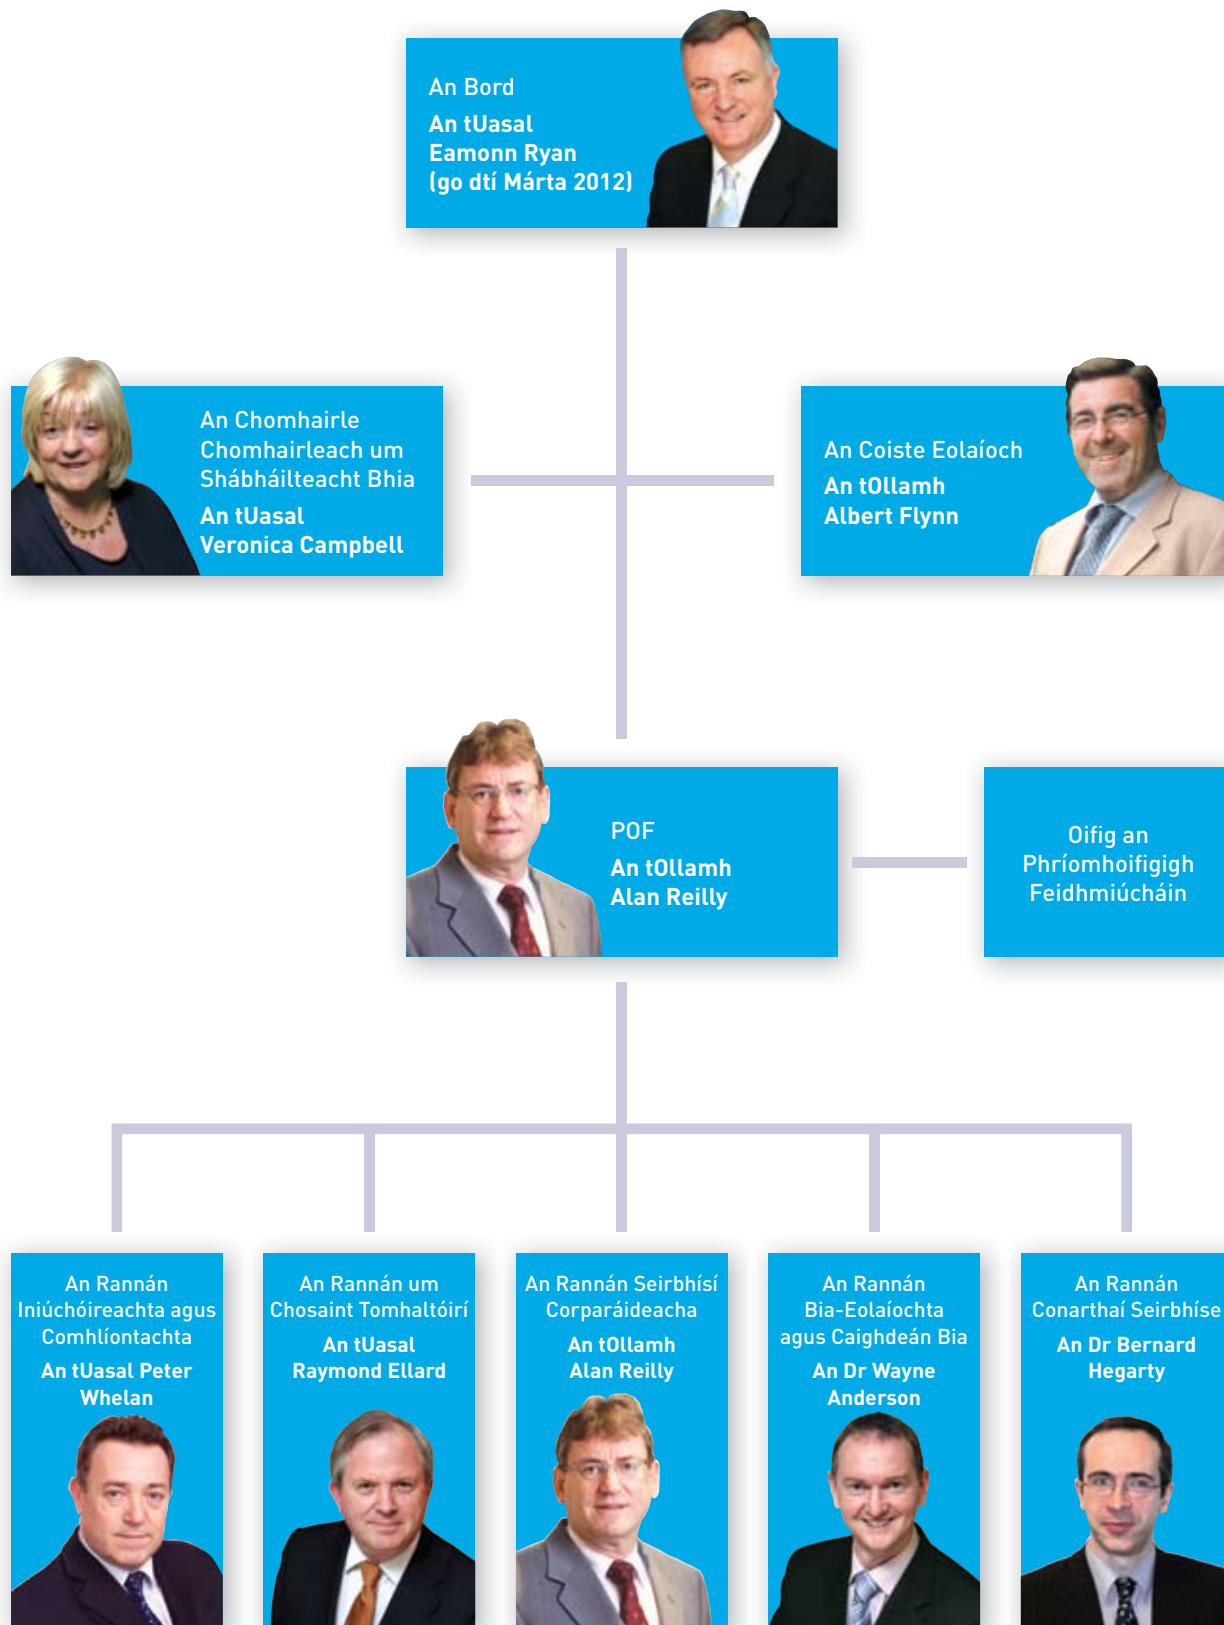 An Bord
An tUasal
Eamonn Ryan
(go dtí Márta 2012)
An Chomhairle
Chomhairleach um
Shábháilteacht Bhia
An tUasal
Veronica Campbell
An Coiste Eolaíoch
An tOllamh
Albert Flynn
POF
An tOllamh
Alan Reilly
Oifig an
Phríomhoifigigh
Feidhmiúcháin
An Rannán
Iniúchóireachta agus
Comhlíontachta
An tUasal Peter
Whelan
An Rannán um
Chosaint Tomhaltóirí
An tUasal
Raymond Ellard
An Rannán Seirbhísí
Corparáideacha
An tOllamh
Alan Reilly
An Rannán
Bia-Eolaíochta
agus Caighdeán Bia
An Dr Wayne
Anderson
An Rannán
Conarthaí Seirbhíse
An Dr Bernard
Hegarty